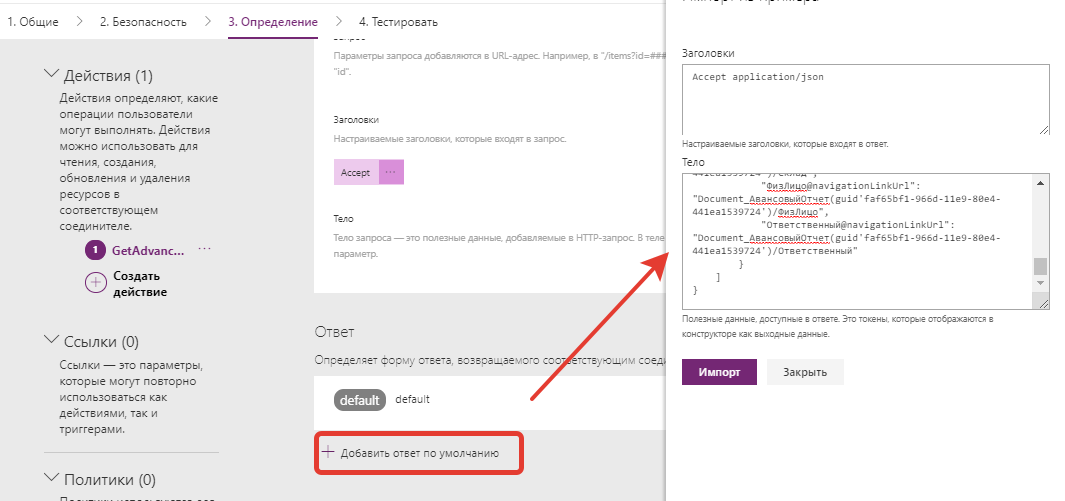 1. Общие
2. Безопасность
3. Определение
4. Тестировать
Действия (1)
Действия определяют, какие
операции пользователи
могут выполнять. Действия
можно использовать для
чтения, создания,
обновления и удаления
ресурсов в
соответствующем
соединителе.
1 GetAdvanc... ...
Создать
действие
Ссылки (0)
Ссылки — это параметры,
которые могут повторно
использоваться как
действиями, так и
триггерами.
Политики (0)
Параметры запроса добавляются в URL-адрес. Например, в "/items?id=###
"id".
Заголовки
Настраиваемые заголовки, которые входят в запрос.
Accept ...
Тело
Тело запроса — это полезные данные, добавляемые в HTTP-запрос. В теле
параметр.
Ответ
Определяет форму ответа, возвращаемого соответствующим соеди
default default
Добавить ответ по умолчанию
Заголовки
Accept application/json
Настраиваемые заголовки, которые входят в ответ.
Тело
441ea1539724')/Склад",
"ФизЛицо@navigationLinkUrl":
"Document_АвансовыйОтчет(guid'faf65bf1-966d-11e9-80e4-
441ea1539724')/ФизЛицо",
"Ответственный@navigationLinkUrl":
"Document_АвансовыйОтчет(guid'faf65bf1-966d-11e9-80e4-
441ea1539724')/Ответственный"
}
]
}
Полезные данные, доступные в ответе. Это токены, которые отображаются в
конструкторе как выходные данные.
Импорт
Закрыть